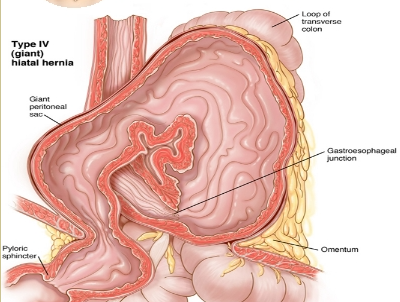 Loop of
transverse
colon
Type IV
(giant)
hiatal hernia
Giant
peritoneal
sac
Gastroesophageal
junction
Pyloric
sphincter
Omentum